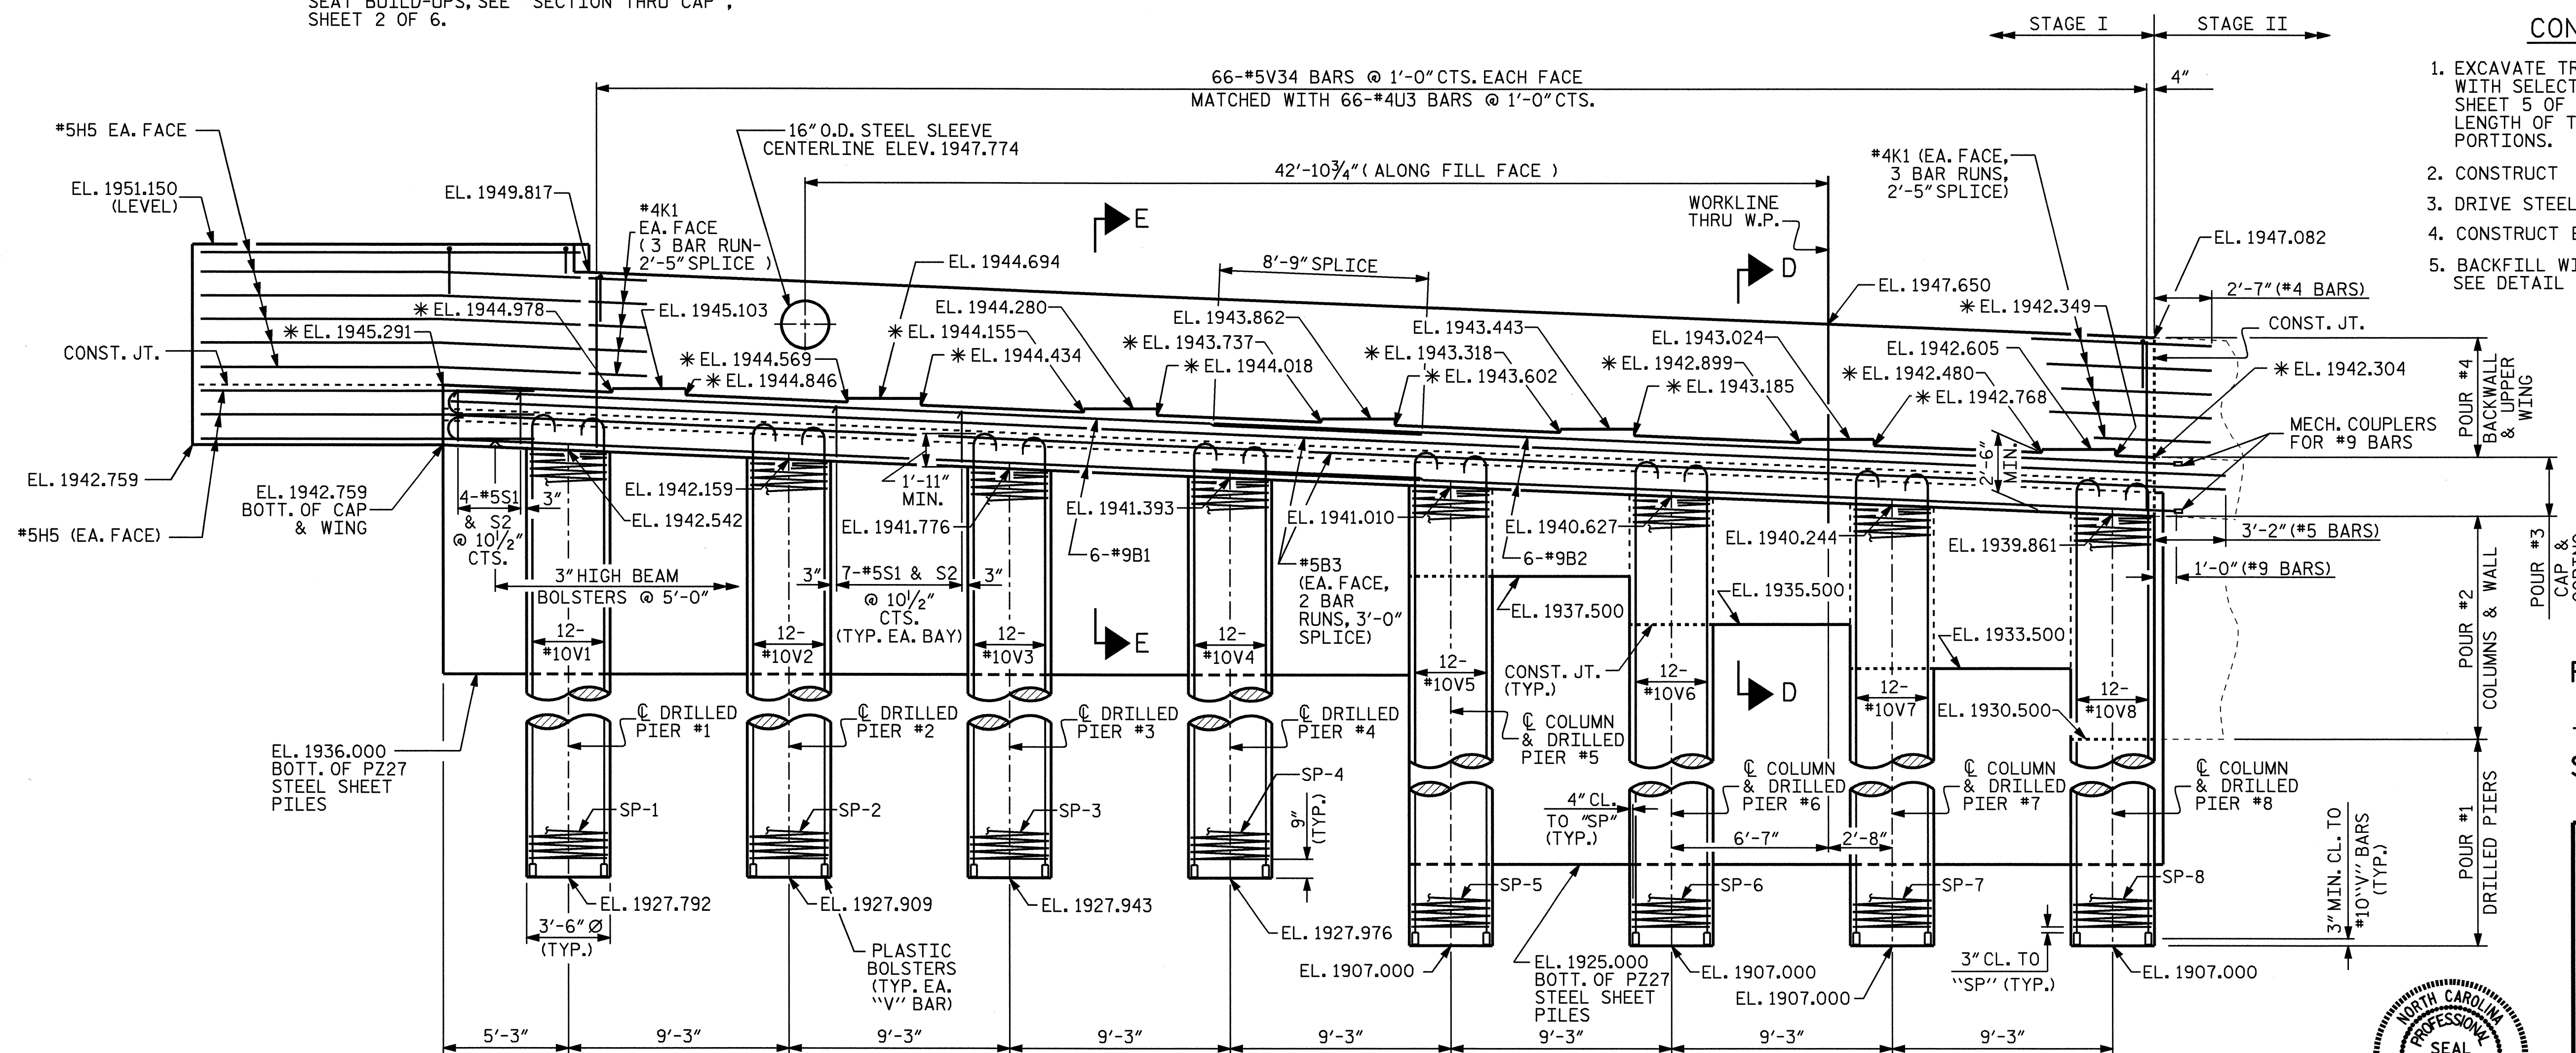 SHEET 2 OF 6.
STAGE I
STAGE II
66-#5V34 BARS @ 1'-0" CTS. EACH FACE
MATCHED WITH 66-#4U3 BARS @ 1'-0" CTS.
4"
1. EXCAVATE TR
WITH SELECT
SHEET 5 OF
LENGTH OF T
PORTIONS.
2. CONSTRUCT
3. DRIVE STEEL
4. CONSTRUCT
5. BACKFILL WI
SEE DETAIL
#5H5 EA. FACE
EL. 1951.150
(LEVEL)
EL. 1949.817
16" O.D. STEEL SLEEVE
CENTERLINE ELEV. 1947.774
42'-10¾" ( ALONG FILL FACE )
#4K1
EA. FACE
( 3 BAR RUN-
2'-5" SPLICE )
E
WORKLINE
THRU W.P.
#4K1 (EA. FACE,
3 BAR RUNS,
2'-5" SPLICE)
D
EL. 1947.082
EL. 1947.650
2'-7" (#4 BARS)
CONST. JT.
8'-9" SPLICE
CONST. JT.
* EL. 1945.291
* EL. 1944.978
EL. 1945.103
* EL. 1944.846
EL. 1944.694
* EL. 1944.569
* EL. 1944.434
EL. 1944.280
* EL. 1944.155
* EL. 1944.018
EL. 1943.862
* EL. 1943.737
* EL. 1943.602
EL. 1943.443
* EL. 1943.318
* EL. 1943.185
EL. 1943.024
* EL. 1942.899
* EL. 1942.768
EL. 1942.605
* EL. 1942.480
* EL. 1942.349
* EL. 1942.304
MECH. COUPLERS
FOR #9 BARS
POUR #4
BACKWALL
& UPPER
WING
EL. 1942.759
#5H5 (EA. FACE)
EL. 1942.759
BOTT. OF CAP
& WING
4-#5S1
& S2
@ 10½"
CTS.
3"
EL. 1942.542
EL. 1942.159
EL. 1941.776
EL. 1941.393
EL. 1941.010
EL. 1940.627
EL. 1940.244
EL. 1939.861
1'-11"
MIN.
2'-6"
MIN.
3" HIGH BEAM
BOLSTERS @ 5'-0"
3"
7-#5S1 & S2
3"
@ 10½"
CTS.
(TYP. EA. BAY)
6-#9B1
#5B3
(EA. FACE,
2 BAR
RUNS, 3'-0"
SPLICE)
6-#9B2
3'-2" (#5 BARS)
1'-0" (#9 BARS)
POUR #3
CAP &
POUR #2
COLUMNS & WALL
EL. 1937.500
EL. 1935.500
EL. 1933.500
EL. 1930.500
CONST. JT.
(TYP.)
12-
#10V1
12-
#10V2
12-
#10V3
12-
#10V4
12-
#10V5
12-
#10V6
12-
#10V7
12-
#10V8
E
D
EL. 1936.000
BOTT. OF PZ27
STEEL SHEET
PILES
℄ DRILLED
PIER #1
℄ DRILLED
PIER #2
℄ DRILLED
PIER #3
℄ DRILLED
PIER #4
℄ COLUMN
& DRILLED
PIER #5
℄ COLUMN
& DRILLED
PIER #6
℄ COLUMN
& DRILLED
PIER #7
℄ COLUMN
& DRILLED
PIER #8
SP-1
SP-2
SP-3
SP-4
9"
(TYP.)
4" CL.
TO "SP"
(TYP.)
6'-7"
2'-8"
SP-5
SP-6
SP-7
SP-8
3" MIN. CL. TO
#10 "V" BARS
(TYP.)
POUR #1
DRILLED PIERS
3'-6" Ø
(TYP.)
EL. 1927.792
EL. 1927.909
EL. 1927.943
EL. 1927.976
PLASTIC
BOLSTERS
(TYP. EA.
"V" BAR)
EL. 1907.000
EL. 1925.000
BOTT. OF PZ27
STEEL SHEET
PILES
EL. 1907.000
EL. 1907.000
3" CL. TO
"SP" (TYP.)
EL. 1907.000
5'-3"
9'-3"
9'-3"
9'-3"
9'-3"
9'-3"
9'-3"
9'-3"
NORTH CAROLINA
PROFESSIONAL
SEAL